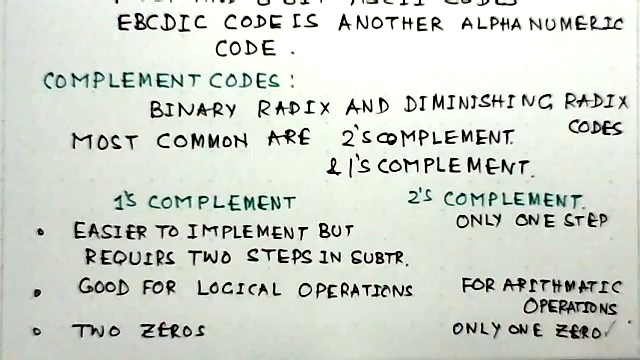 EBCDIC CODE IS ANOTHER ALPHANUMERIC
CODE.
COMPLEMENT CODES:
BINARY RADIX AND DIMINISHING RADIX
CODES
MOST COMMON ARE 2's COMPLEMENT.
& 1's COMPLEMENT.
1's COMPLEMENT 2's COMPLEMENT.
• EASIER TO IMPLEMENT BUT ONLY ONE STEP
REQUIRS TWO STEPS IN SUBTR.
• GOOD FOR LOGICAL OPERATIONS FOR ARITHMATIC
OPERATIONS
• TWO ZEROS ONLY ONE ZERO